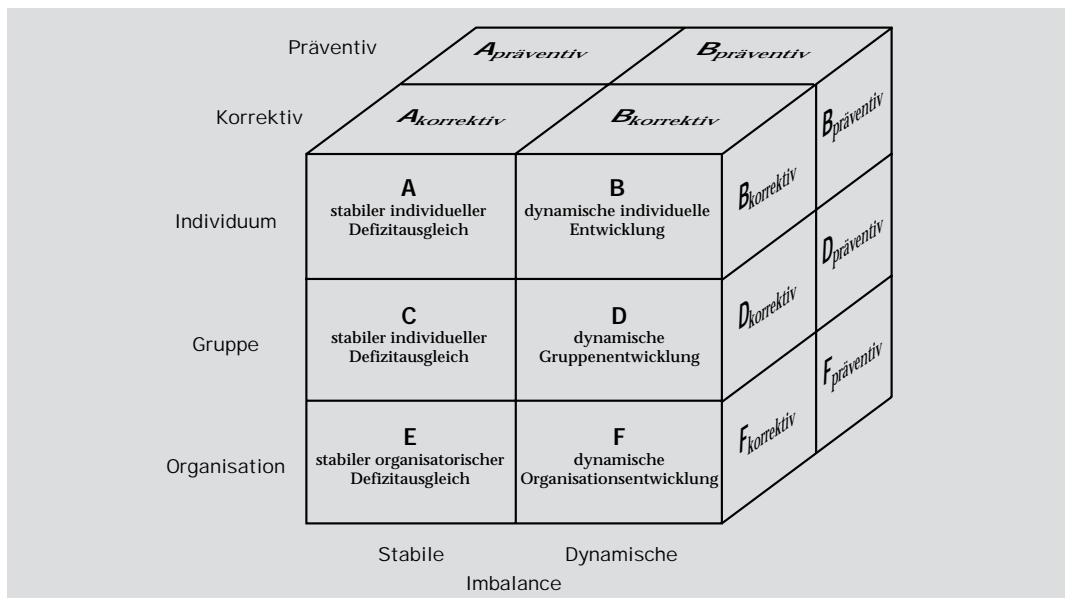 Präventiv
Apräventiv
Bpräventiv
Korrektiv
Akorrektiv
Bkorrektiv
Bpräventiv
Individuum
A
stabiler individueller
Defizitausgleich
B
dynamische individuelle
Entwicklung
Bkorrektiv
Dpräventiv
Gruppe
C
stabiler individueller
Defizitausgleich
D
dynamische
Gruppenentwicklung
Dkorrektiv
Fpräventiv
Organisation
E
stabiler organisatorischer
Defizitausgleich
F
dynamische
Organisationsentwicklung
Fkorrektiv
Stabile
Dynamische
Imbalance